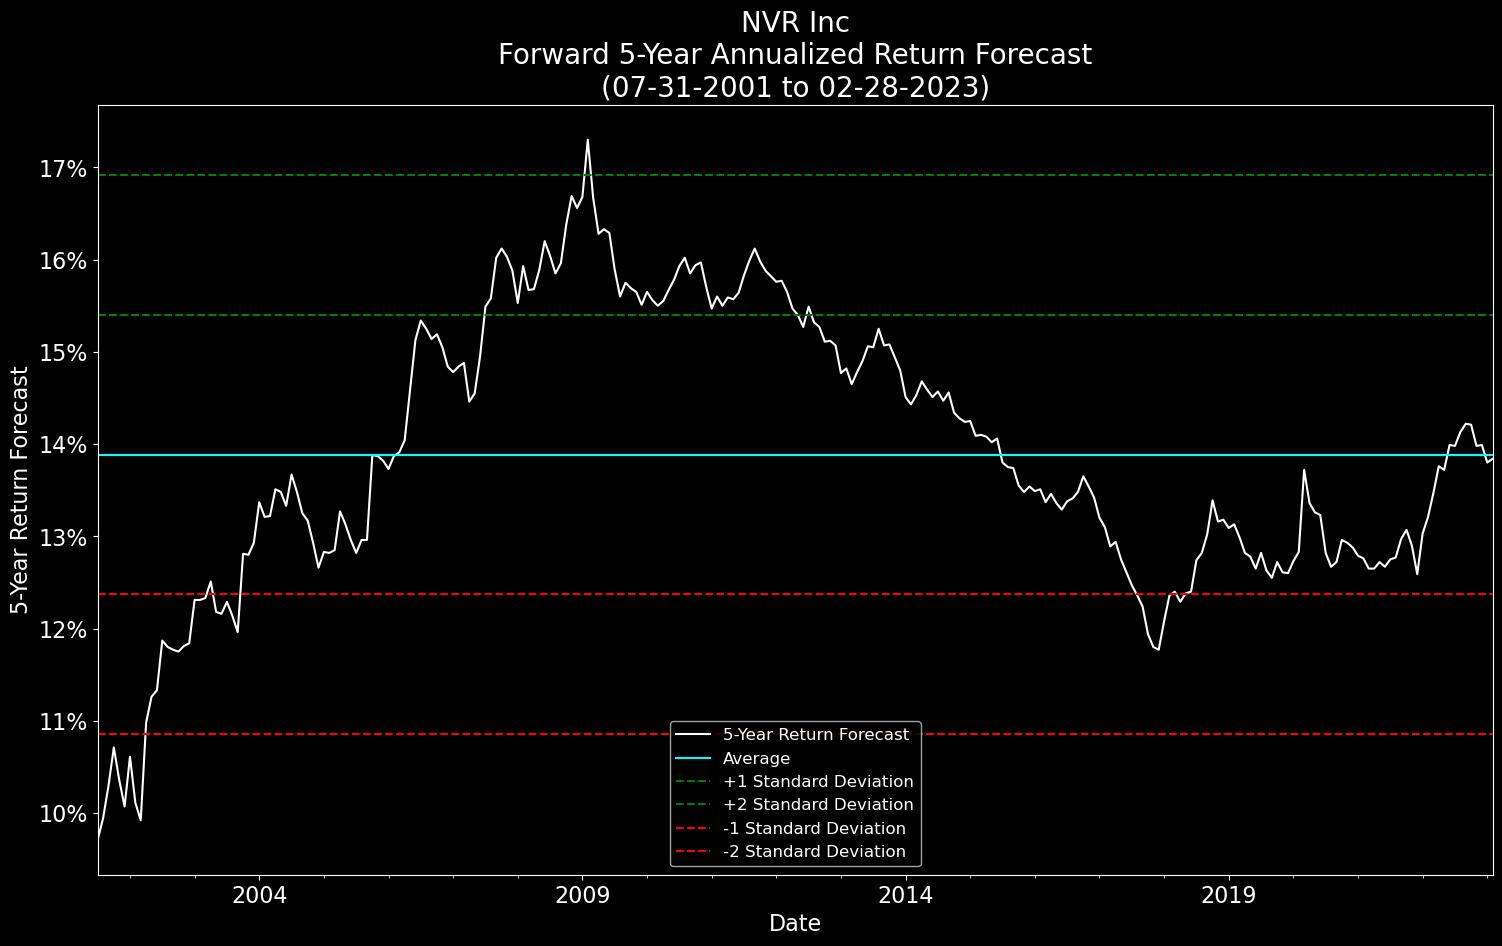 NVR Inc
Forward 5-Year Annualized Return Forecast
(07-31-2001 to 02-28-2023)
5-Year Return Forecast
17%
16%
15%
14%
13%
12%
11%
10%
5-Year Return Forecast
Average
+1 Standard Deviation
+2 Standard Deviation
-1 Standard Deviation
-2 Standard Deviation
2004 2009 2014 2019
Date